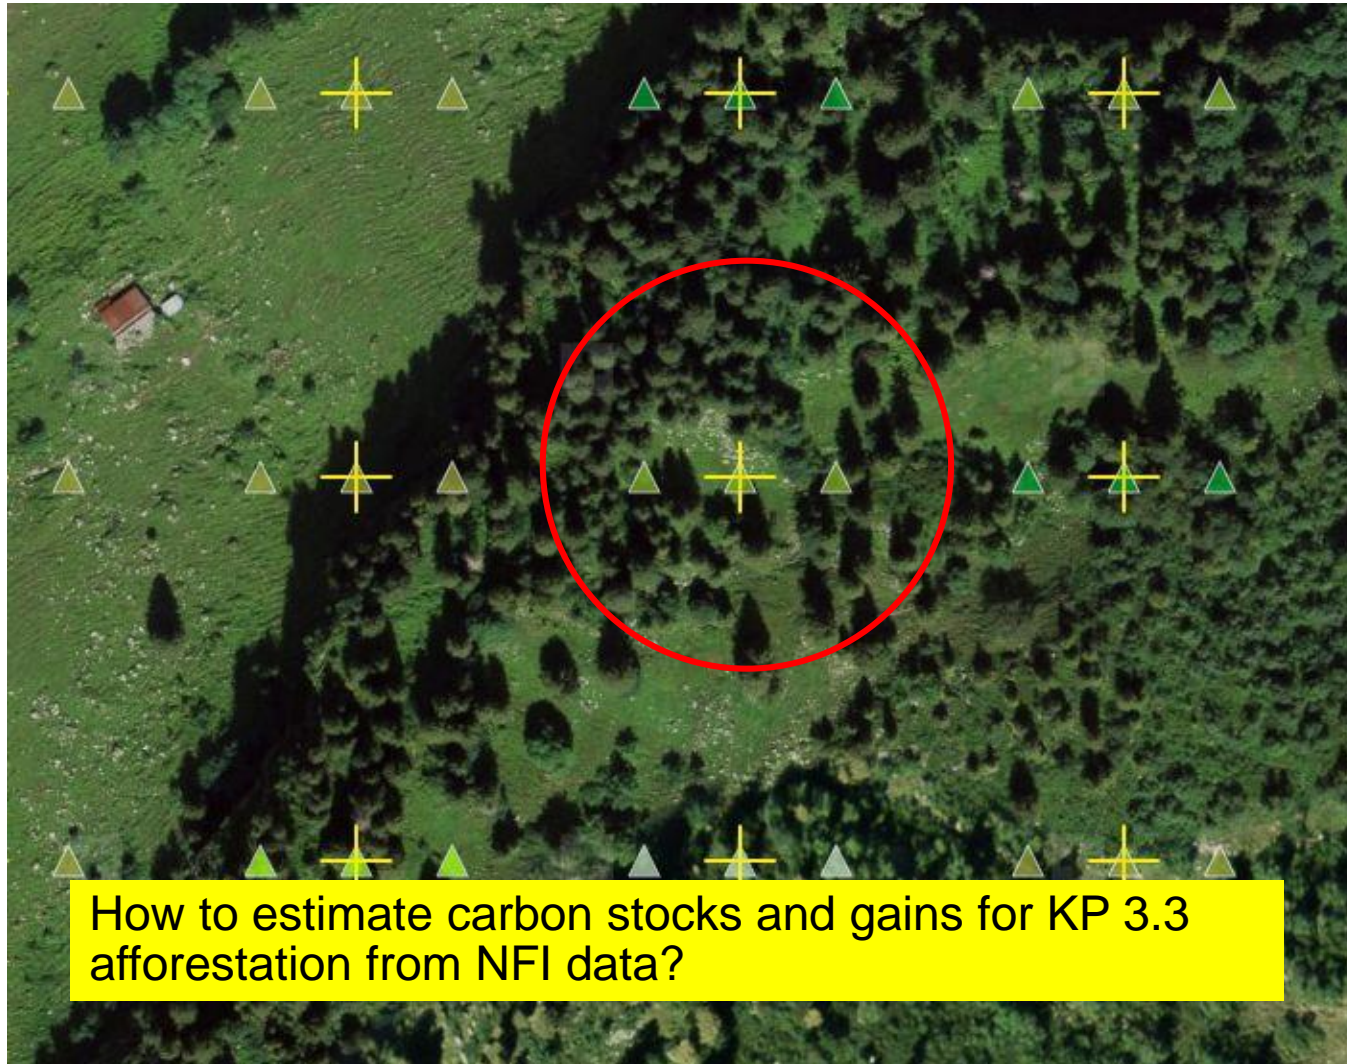 How to estimate carbon stocks and gains for KP 3.3
afforestation from NFI data?